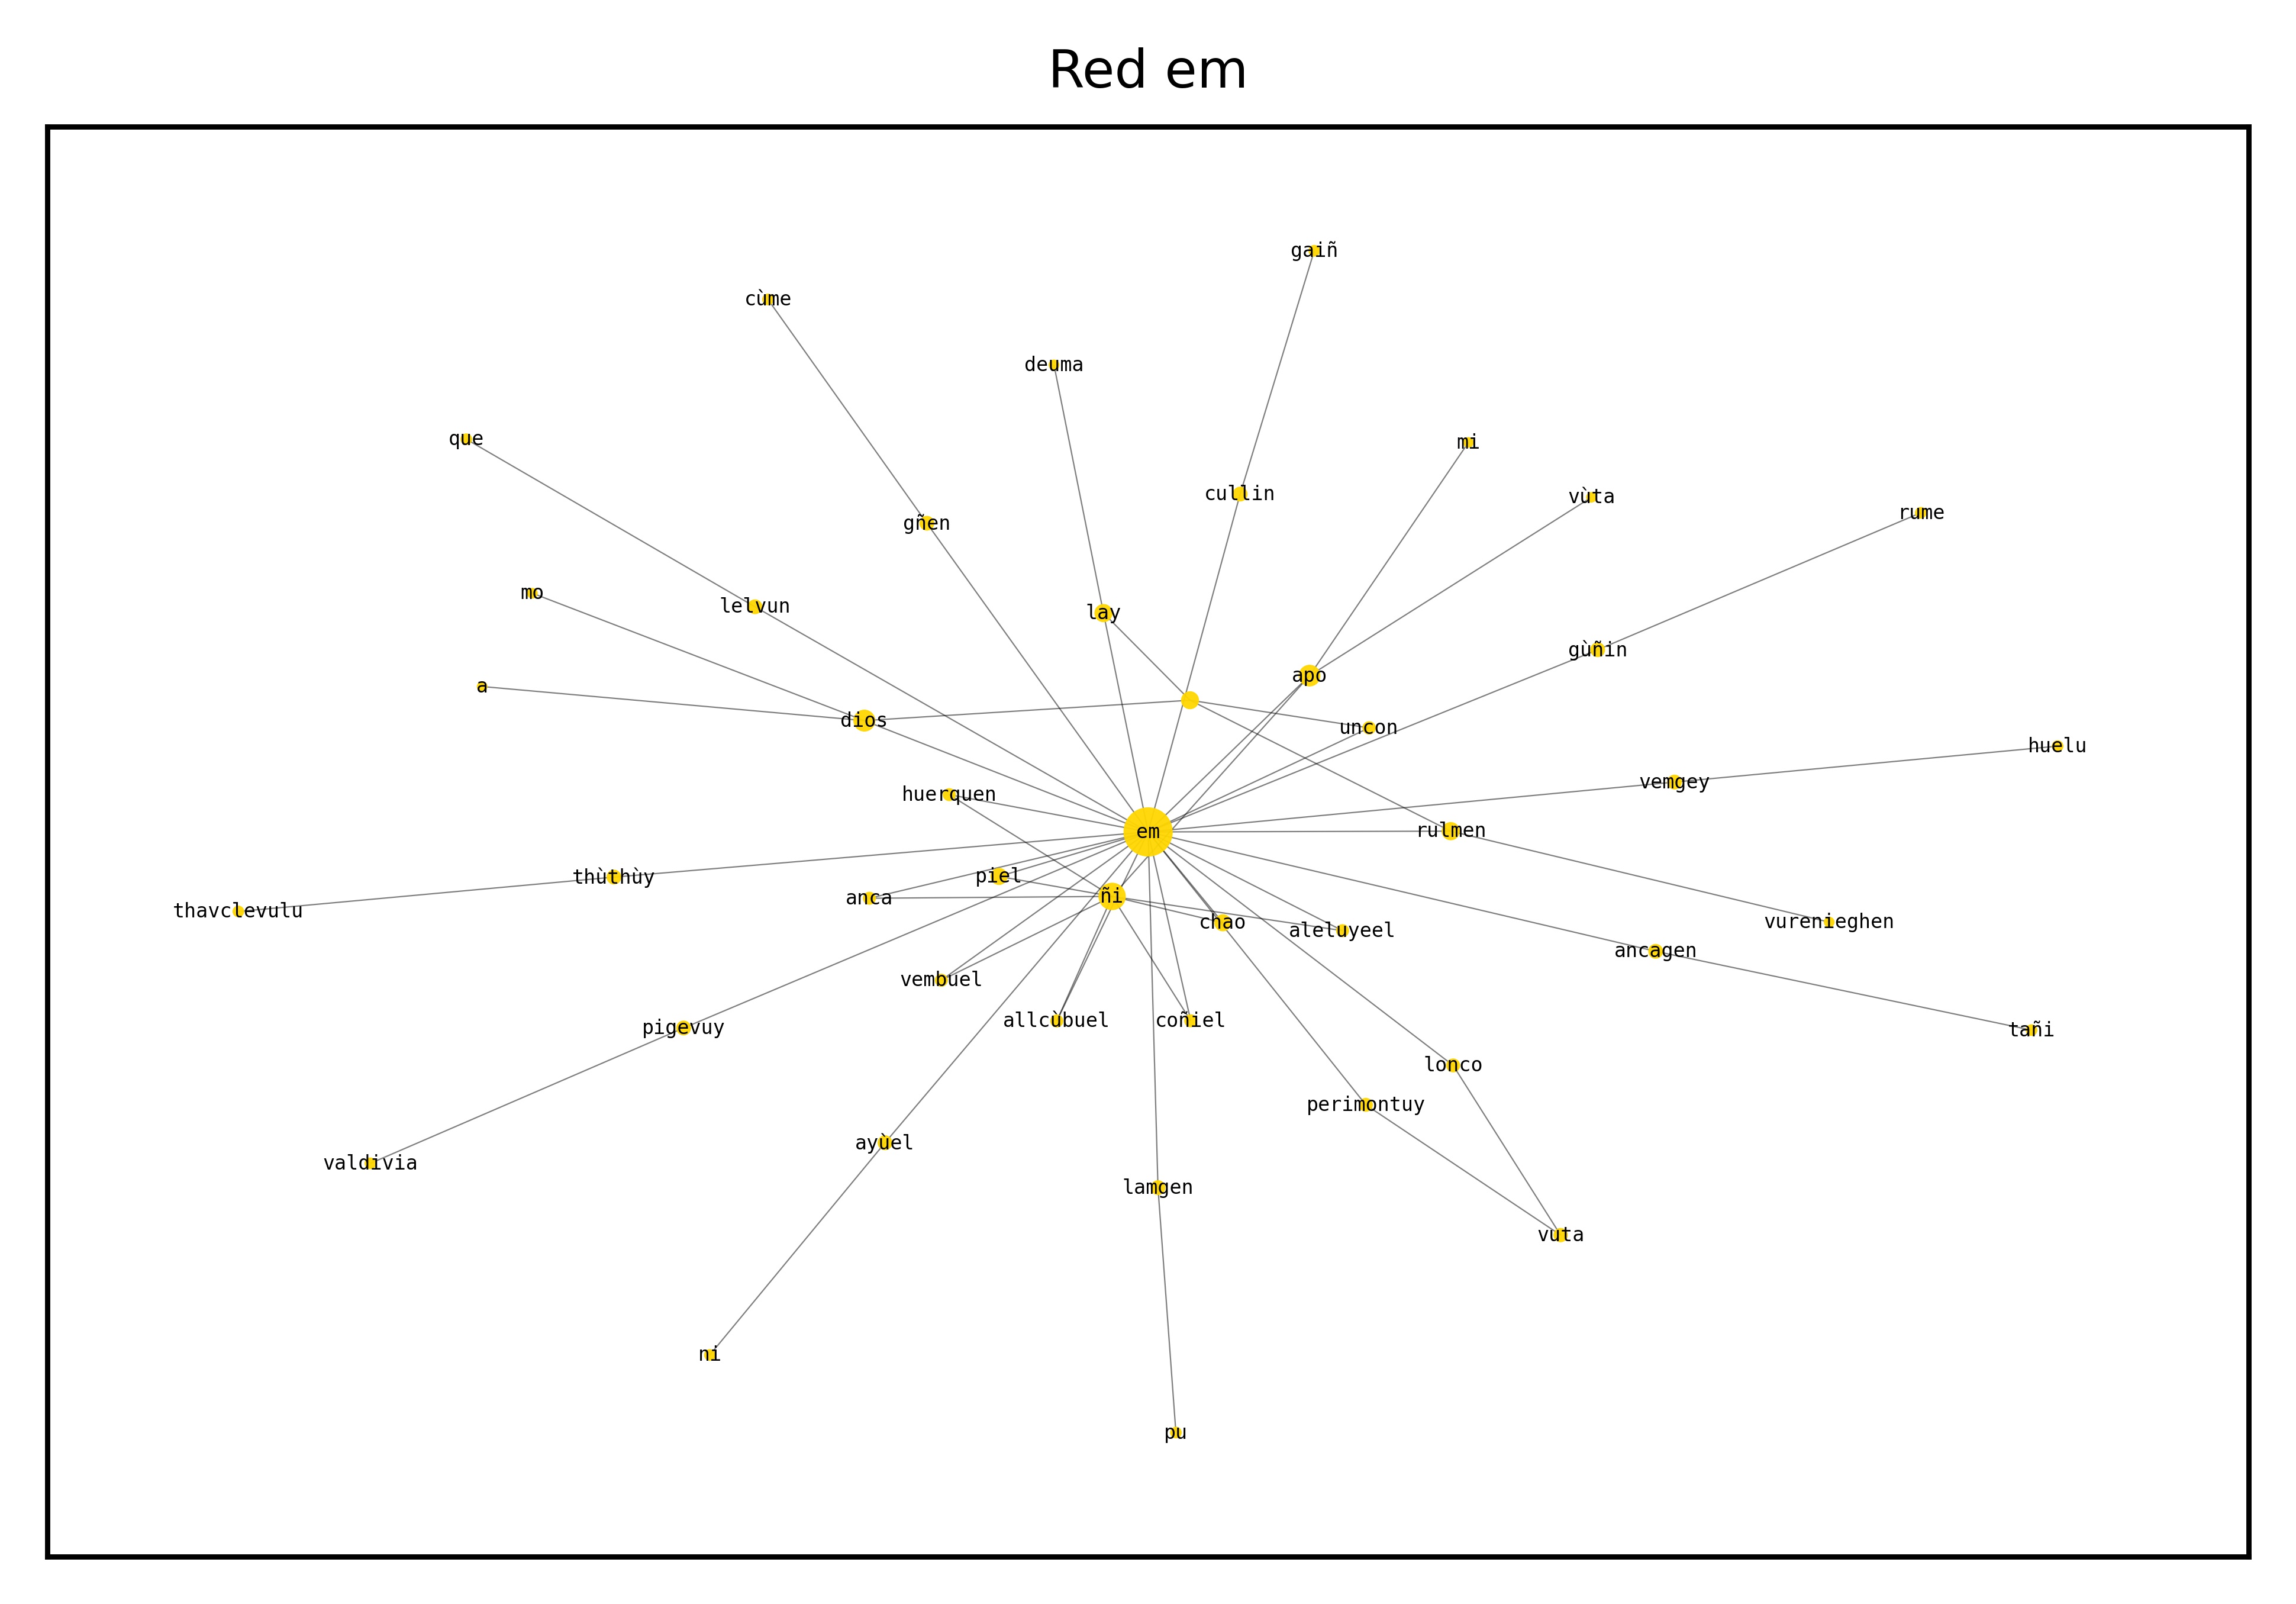 Red em
gaiñ
cùme
deuma
que
mi
cullin
vùta
rume
gñen
mo
lelvun
lay
gùñin
apo
a
dios
uncon
huelu
vemgey
huerquen
em
rulmen
thùthùy
piel
ñi
anca
thavclevulu
chao
vurenieghen
aleluyeel
ancagen
vembuel
allcùbuel
coñiel
pigevuy
tañi
lonco
perimontuy
ayùel
valdivia
lamgen
vuta
ni
pu